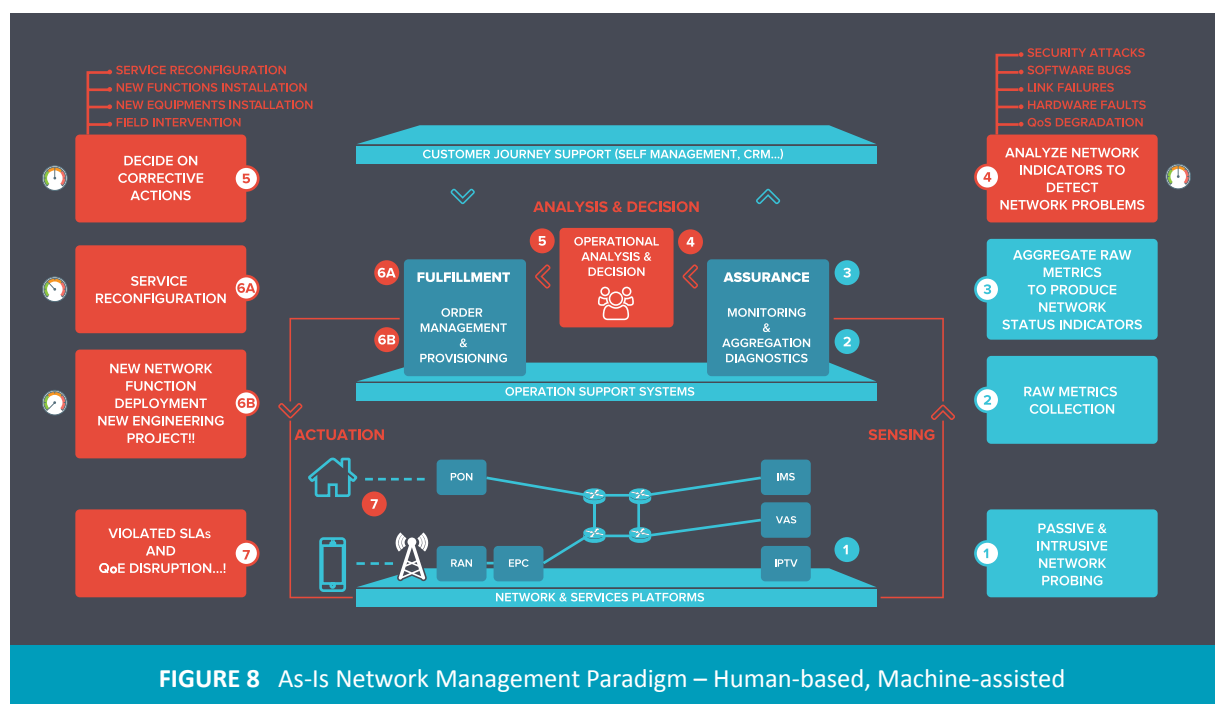 SERVICE RECONFIGURATION
NEW FUNCTIONS INSTALLATION
NEW EQUIPMENTS INSTALLATION
FIELD INTERVENTION
DECIDE ON
CORRECTIVE
ACTIONS
5
SERVICE
RECONFIGURATION
6A
NEW NETWORK
FUNCTION
DEPLOYMENT
NEW ENGINEERING
PROJECT!!
6B
VIOLATED SLAs
AND
QoE DISRUPTION...!
7
CUSTOMER JOURNEY SUPPORT (SELF MANAGEMENT, CRM...)
ANALYSIS & DECISION
5
OPERATIONAL
ANALYSIS &
DECISION
4
6A
FULFILLMENT
ORDER
MANAGEMENT
&
PROVISIONING
6B
ASSURANCE
MONITORING
&
AGGREGATION
DIAGNOSTICS
3
2
OPERATION SUPPORT SYSTEMS
ACTUATION
SENSING
PON
7
RAN
EPC
IMS
VAS
IPTV
1
NETWORK & SERVICES PLATFORMS
SECURITY ATTACKS
SOFTWARE BUGS
LINK FAILURES
HARDWARE FAULTS
QoS DEGRADATION
4
ANALYZE NETWORK
INDICATORS TO
DETECT
NETWORK PROBLEMS
3
AGGREGATE RAW
METRICS
TO PRODUCE
NETWORK
STATUS INDICATORS
2
RAW METRICS
COLLECTION
1
PASSIVE &
INTRUSIVE
NETWORK
PROBING
FIGURE 8 As-Is Network Management Paradigm – Human-based, Machine-assisted